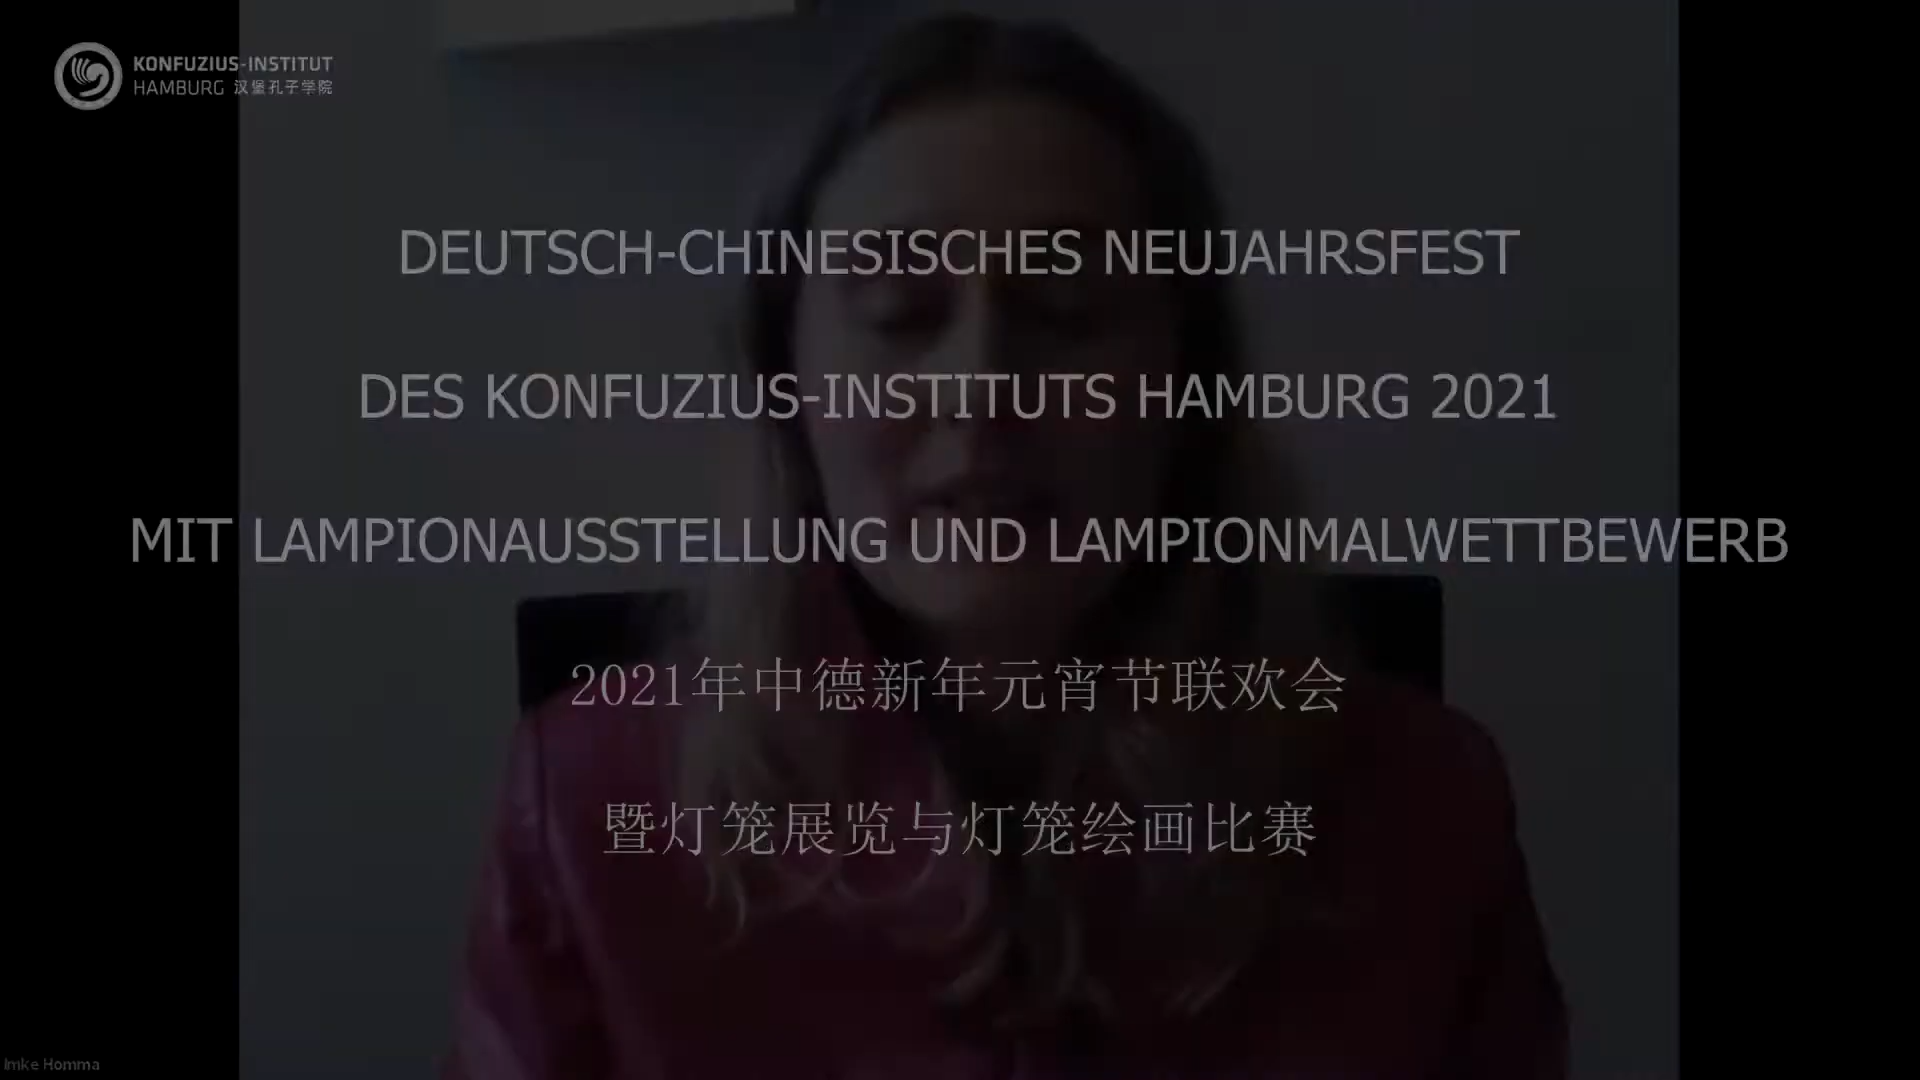 KONFUZIUS-INSTITUT
HAMBURG 汉堡孔子学院
DEUTSCH-CHINESISCHES NEUJAHRSFEST
DES KONFUZIUS-INSTITUTS HAMBURG 2021
MIT LAMPIONAUSSTELLUNG UND LAMPIONMALWETTBEWERB
2021年中德新年元宵节联欢会
暨灯笼展览与灯笼绘画比赛
Imke Homma